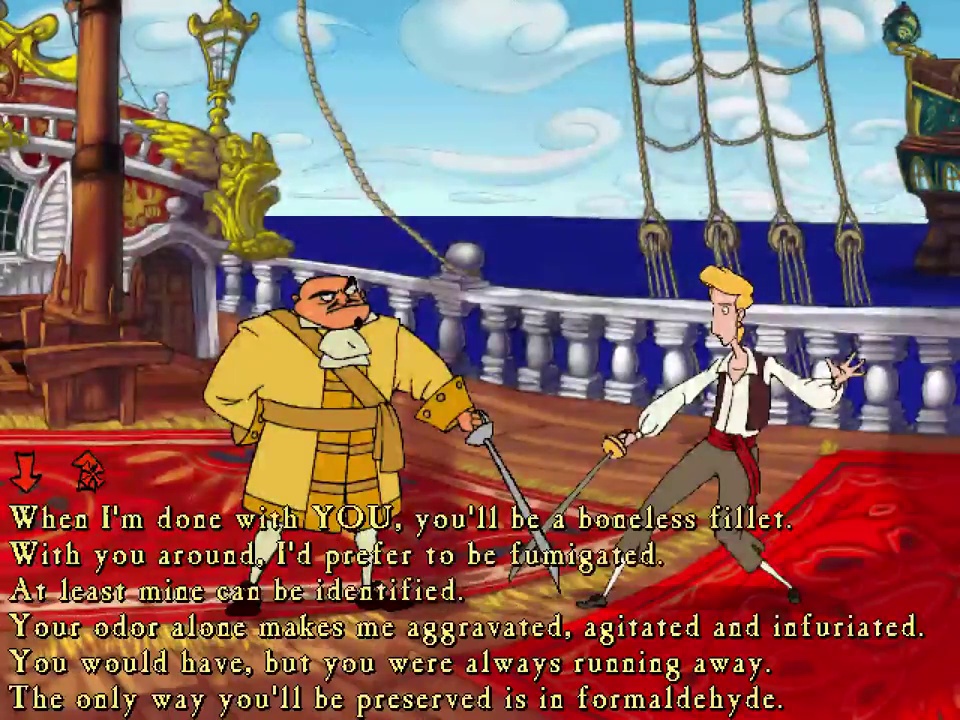 When I'm done with YOU, you'll be a boneless fillet.
With you around, I'd prefer to be fumigated.
At least mine can be identified.
Your odor alone makes me aggravated, agitated and infuriated.
You would have, but you were always running away.
The only way you'll be preserved is in formaldehyde.